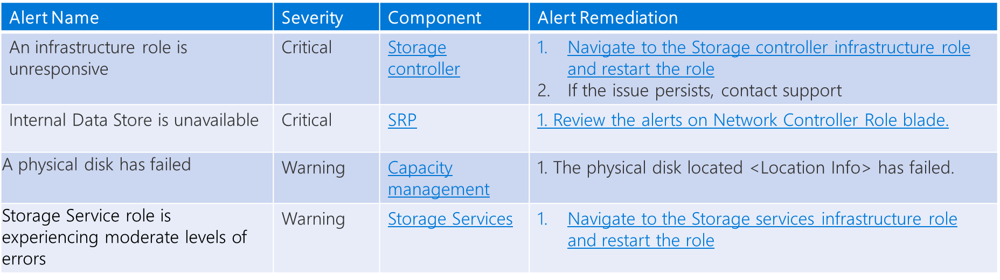 Alert Name Severity Component Alert Remediation
An infrastructure role is Critical Storage 1. Navigate to the Storage controller infrastructure role
unresponsive controller and restart the role
2. If the issue persists, contact support
Internal Data Store is unavailable Critical SRP 1. Review the alerts on Network Controller Role blade.
A physical disk has failed Warning Capacity 1. The physical disk located <Location Info> has failed.
management
Storage Service role is Warning Storage Services 1. Navigate to the Storage services infrastructure role
experiencing moderate levels of and restart the role
errors